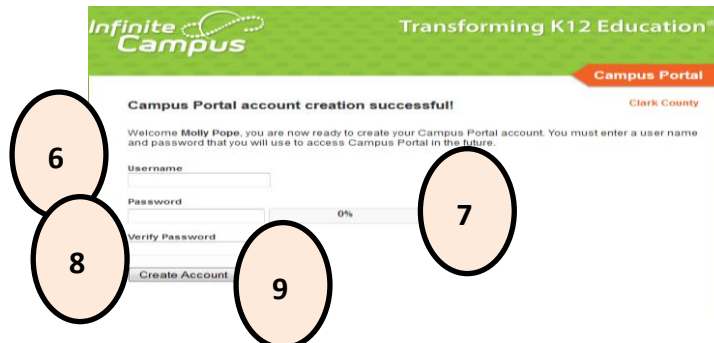 Infinite
Campus
Transforming K12 Education®
Campus Portal
Campus Portal account creation successful!
Clark County
Welcome Molly Pope, you are now ready to create your Campus Portal account. You must enter a user name
and password that you will use to access Campus Portal in the future.
6
Username
Password
0%
7
Verify Password
8
Create Account
9